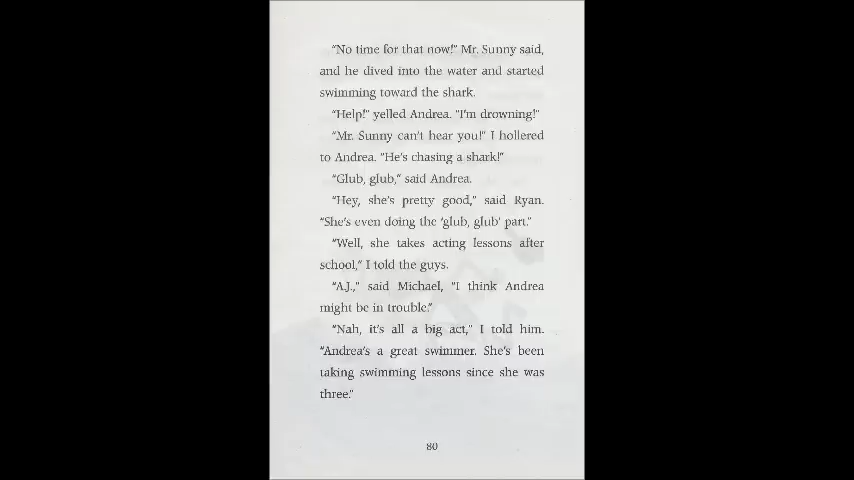 "No time for that now!" Mr. Sunny said,
and he dived into the water and started
swimming toward the shark.
"Help!" yelled Andrea. "I'm drowning!"
"Mr. Sunny can't hear you!" I hollered
to Andrea. "He's chasing a shark!"
"Glub, glub," said Andrea.
"Hey, she's pretty good," said Ryan.
"She's even doing the 'glub, glub' part."
"Well, she takes acting lessons after
school," I told the guys.
"A.J.," said Michael, "I think Andrea
might be in trouble."
"Nah, it's all a big act," I told him.
"Andrea's a great swimmer. She's been
taking swimming lessons since she was
three."
80